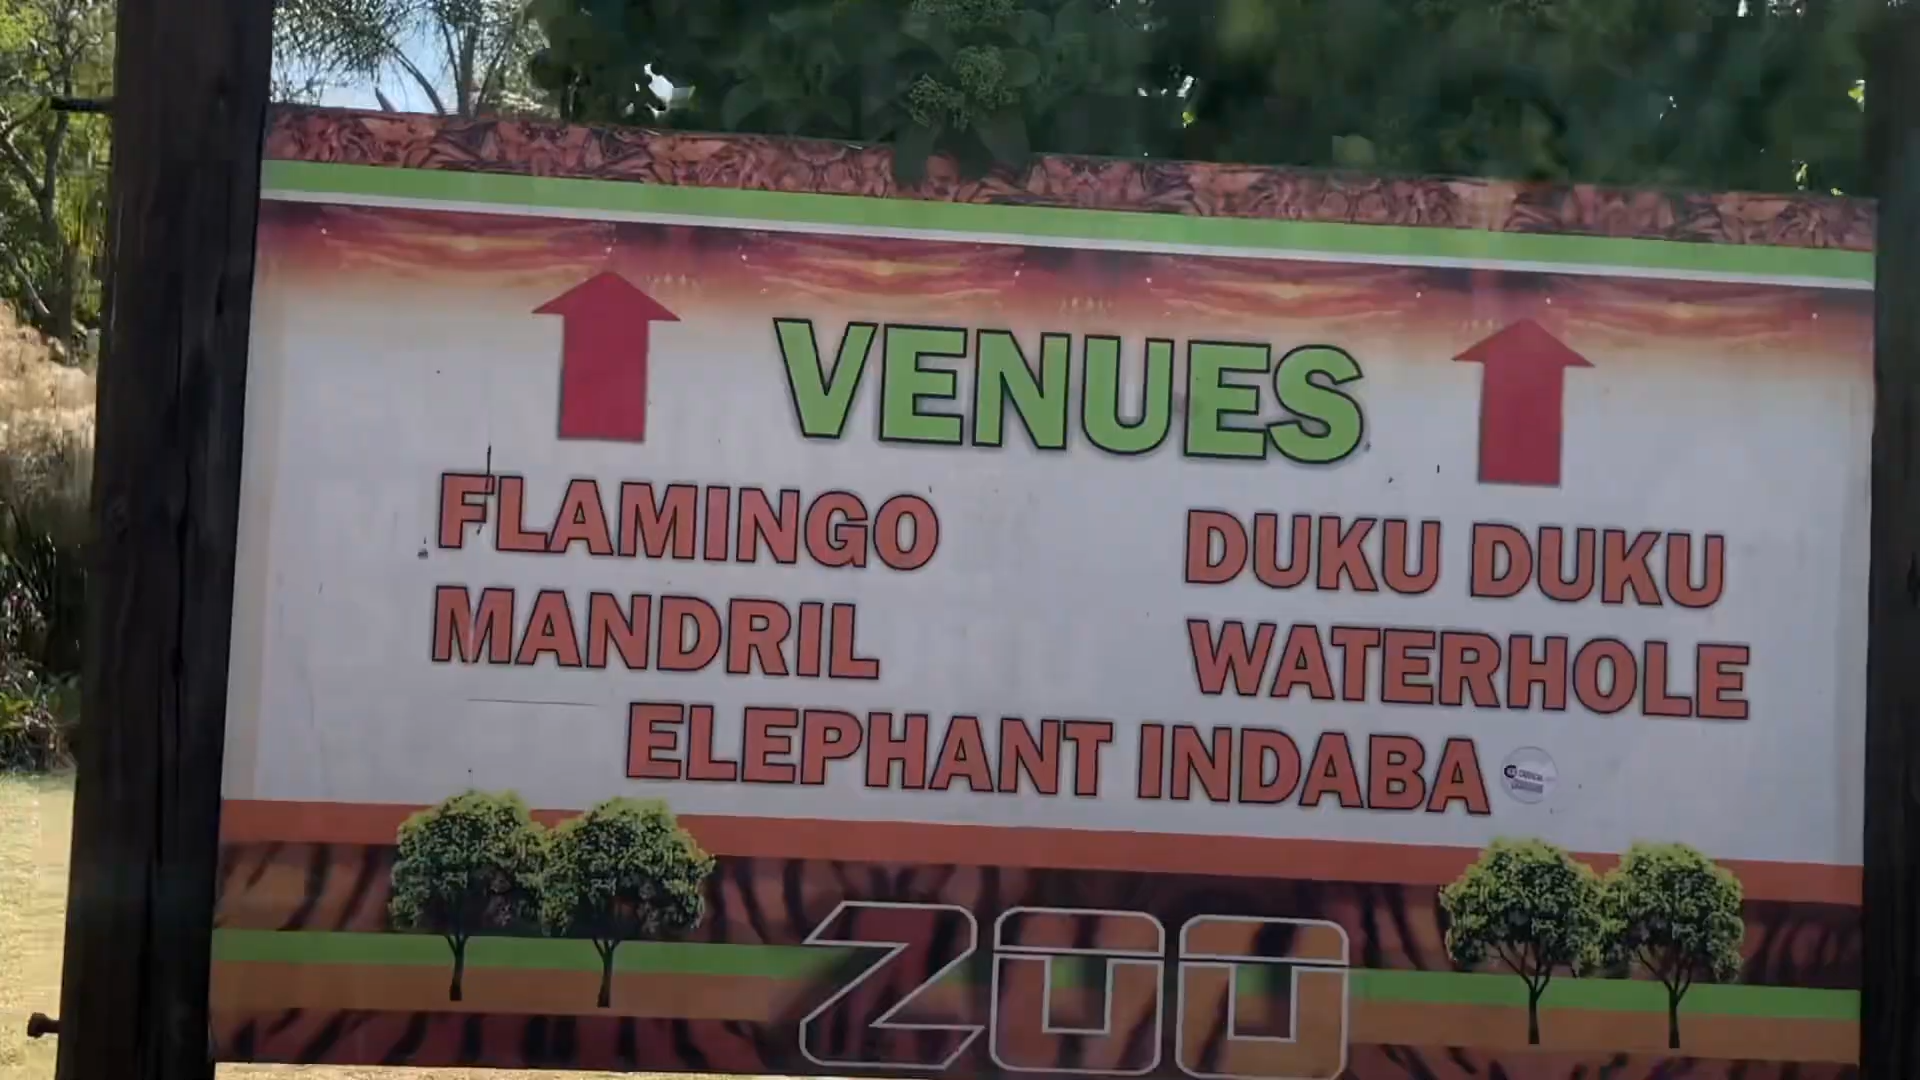 VENUES
FLAMINGO
DUKU DUKU
MANDRIL
WATERHOLE
ELEPHANT INDABA
ZOO